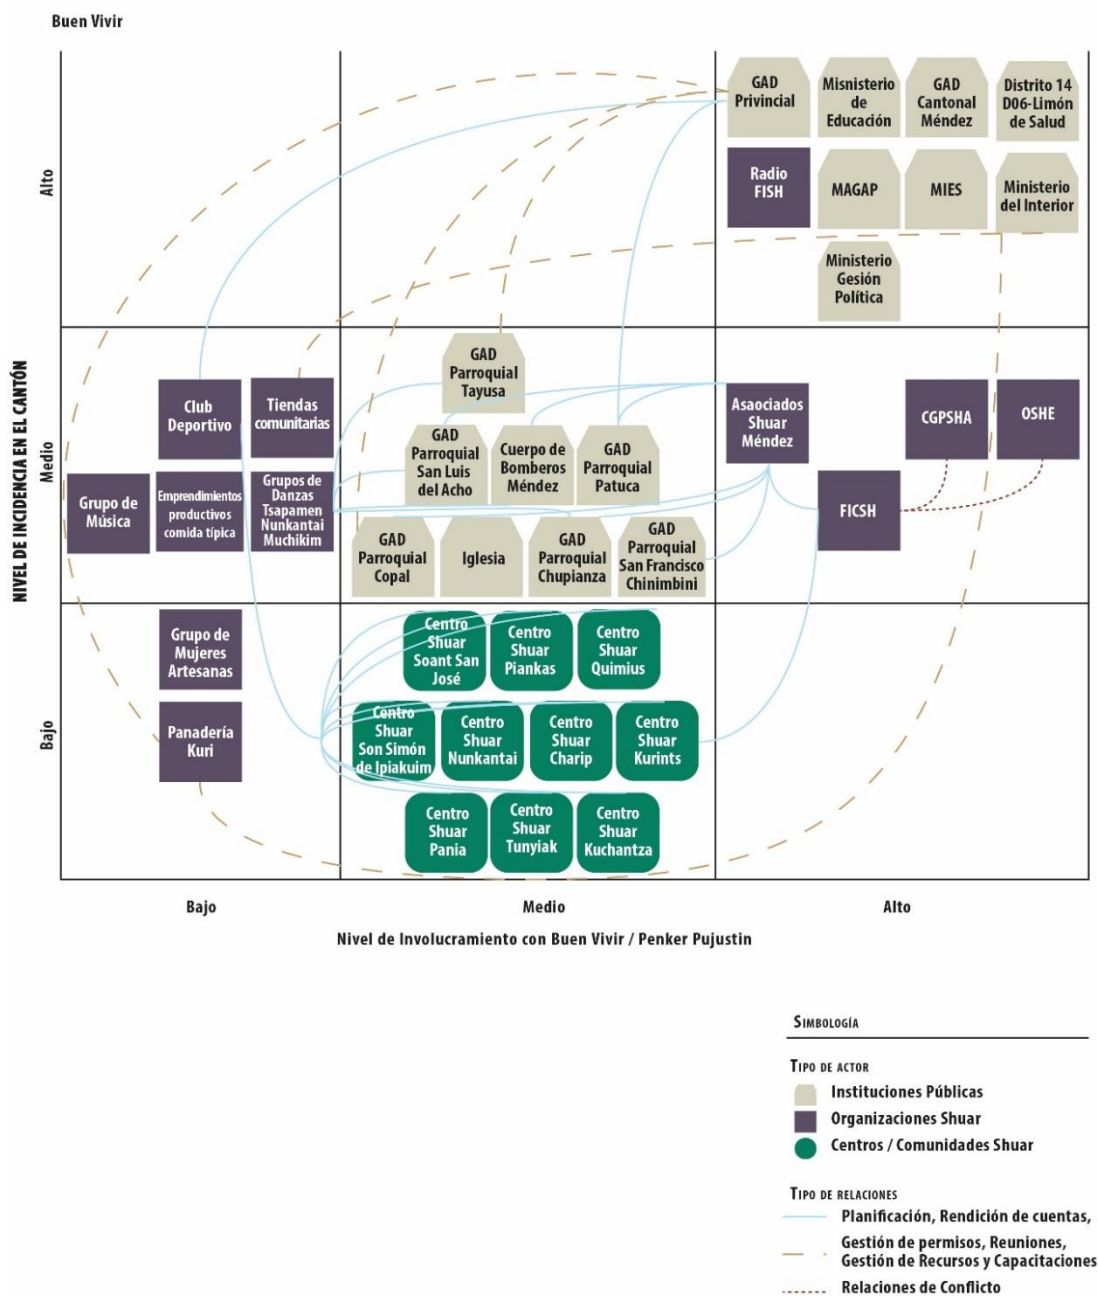 Buen Vivir
NIVEL DE INCIDENCIA EN EL CANTÓN
Alto
GAD
Privincial
Misnisterio
de
Educación
GAD
Cantonal
Méndez
Distrito 14
D06-Limón
de Salud
Radio
FISH
MAGAP
MIES
Ministerio
del Interior
Ministerio
Gesión
Política
Medio
Club
Deportivo
Tiendas
comunitarias
Grupo de
Música
Emprendimientos
productivos
comida típica
Grupos de
Danzas
Tsapamen
Nunkantai
Muchikim
GAD
Parroquial
Tayusa
GAD
Parroquial
San Luis
del Acho
Cuerpo de
Bomberos
Méndez
GAD
Parroquial
Patuca
GAD
Parroquial
Copal
Iglesia
GAD
Parroquial
Chupianza
GAD
Parroquial
San Francisco
Chinimbini
Asaociados
Shuar
Méndez
CGPSHA
OSHE
FICSH
Bajo
Grupo de
Mujeres
Artesanas
Panadería
Kuri
Centro
Shuar
Soant San
José
Centro
Shuar
Piankas
Centro
Shuar
Quimius
Centro
Shuar
Son Simón
de Ipiakuim
Centro
Shuar
Nunkantai
Centro
Shuar
Charip
Centro
Shuar
Kurints
Centro
Shuar
Pania
Centro
Shuar
Tunyiak
Centro
Shuar
Kuchantza
Bajo
Medio
Alto
Nivel de Involucramiento con Buen Vivir / Penker Pujustin
SIMBOLOGÍA
TIPO DE ACTOR
Instituciones Públicas
Organizaciones Shuar
Centros / Comunidades Shuar
TIPO DE RELACIONES
Planificación, Rendición de cuentas,
Gestión de permisos, Reuniones,
Gestión de Recursos y Capacitaciones
Relaciones de Conflicto